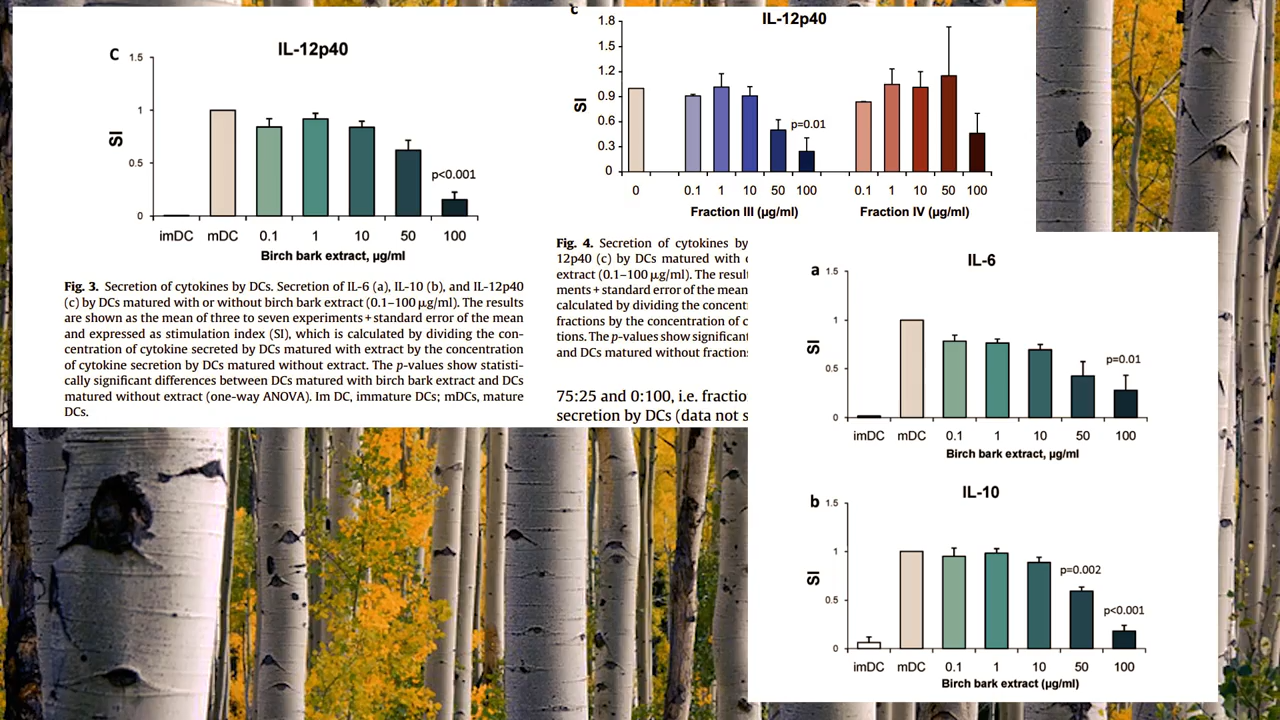 C
IL-12p40
1.5
1
0.5
0
SI
p<0.001
imDC mDC 0.1 1 10 50 100
Birch bark extract, µg/ml
Fig. 3. Secretion of cytokines by DCs. Secretion of IL-6 (a), IL-10 (b), and IL-12p40
(c) by DCs matured with or without birch bark extract (0.1–100 µg/ml). The results
are shown as the mean of three to seven experiments + standard error of the mean
and expressed as stimulation index (SI), which is calculated by dividing the con-
centration of cytokine secreted by DCs matured with extract by the concentration
of cytokine secretion by DCs matured without extract. The p-values show statisti-
cally significant differences between DCs matured with birch bark extract and DCs
matured without extract (one-way ANOVA). Im DC, immature DCs; mDCs, mature
DCs.
c
IL-12p40
1.8
1.5
1.2
0.9
0.6
0.3
0
SI
p=0.01
0 0.1 1 10 50 100 0.1 1 10 50 100
Fraction III (µg/ml) Fraction IV (µg/ml)
Fig. 4. Secretion of cytokines by
12p40 (c) by DCs matured with
extract (0.1–100 µg/ml). The
ments + standard error of the mean
calculated by dividing the
fractions by the concentration of
tions. The p-values show
and DCs matured without
75:25 and 0:100, i.e.
secretion by DCs (data not
a
IL-6
1.5
1
0.5
0
SI
p=0.01
imDC mDC 0.1 1 10 50 100
Birch bark extract, µg/ml
b
IL-10
1.5
1
0.5
0
SI
p=0.002
p<0.001
imDC mDC 0.1 1 10 50 100
Birch bark extract (µg/ml)